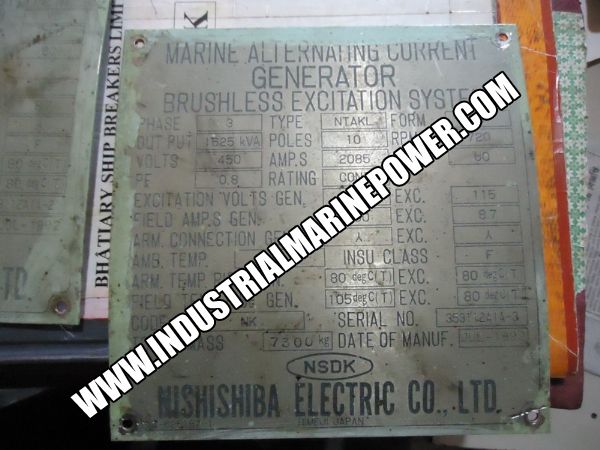 MARINE ALTERNATING CURRENT
GENERATOR
BRUSHLESS EXCITATION SYSTEM
PHASE 3 TYPE NTAKL FORM
OUTPUT 1525 kVA POLES 10 RPM 720
VOLTS 450 AMP.S 2085 60
PF 0.8 RATING CONT
EXCITATION VOLTS GEN. EXC. 115
FIELD AMP.S GEN. EXC. 8.7
ARM. CONNECTION GEN. EXC.
AMB. TEMP. INSU CLASS F
ARM. TEMP GEN. 80 deg C(T) EXC. 80 deg C(T)
FIELD TEMP GEN. 105 deg C(T) EXC. 80 deg C(T)
CODE NK SERIAL NO.
MASS 7300 kg DATE OF MANUF.
NSDK
NISHISHIBA ELECTRIC CO., LTD.
HIMEJI JAPAN
WWW.INDUSTRIALMARINEPOWER.COM
BHATIARY SHIP BREAKERS LIMI
TD.